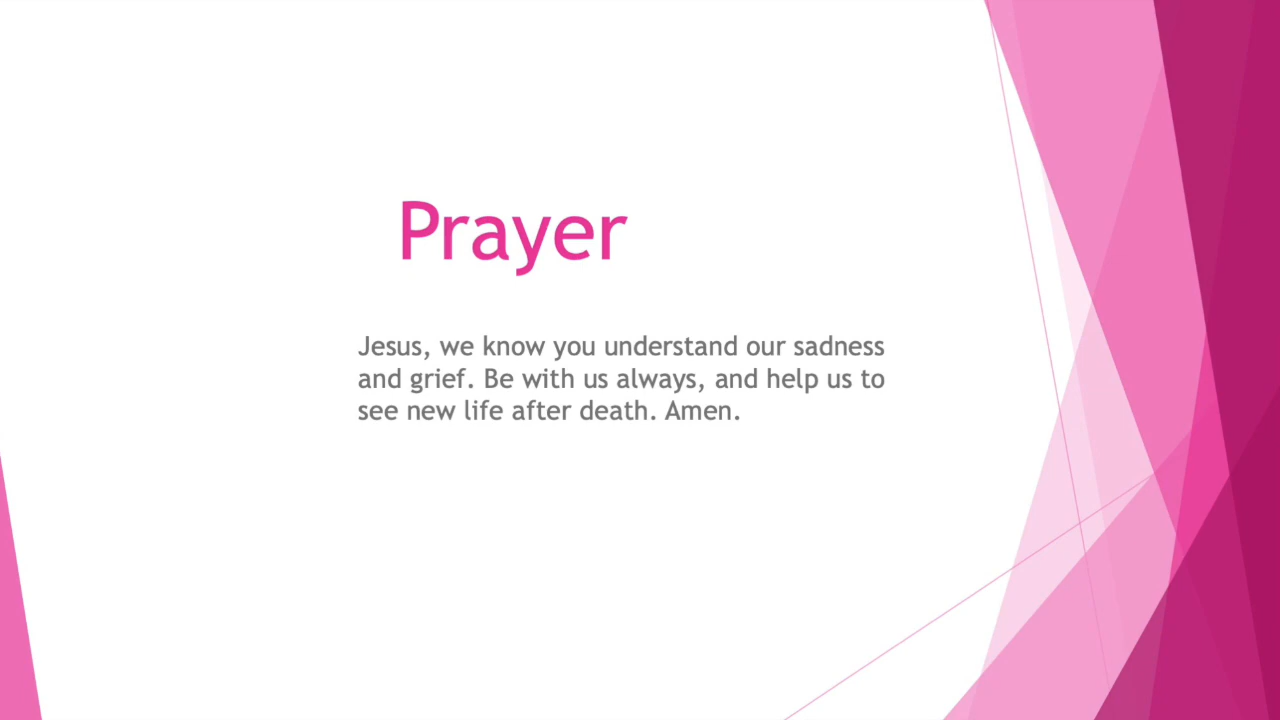 Prayer
Jesus, we know you understand our sadness
and grief. Be with us always, and help us to
see new life after death. Amen.